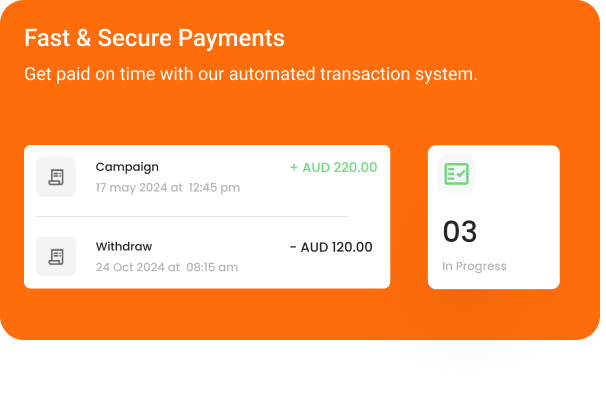 Fast & Secure Payments
Get paid on time with our automated transaction system.
Campaign
+ AUD 220.00
17 may 2024 at 12:45 pm
Withdraw
- AUD 120.00
24 Oct 2024 at 08:15 am
03
In Progress